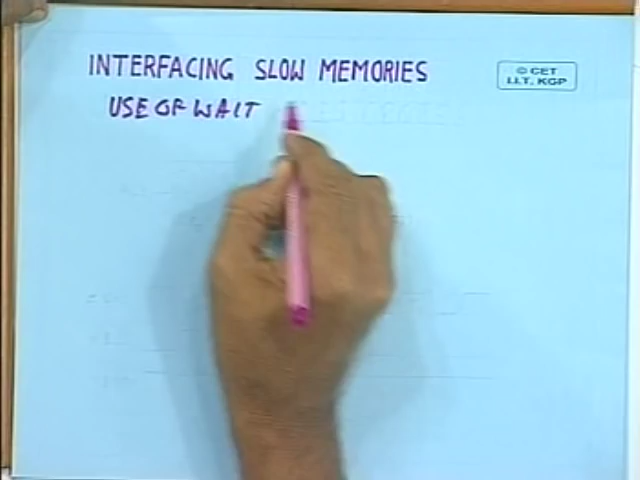 INTERFACING SLOW MEMORIES
© CET
I.I.T. KGP
USE OF WAIT